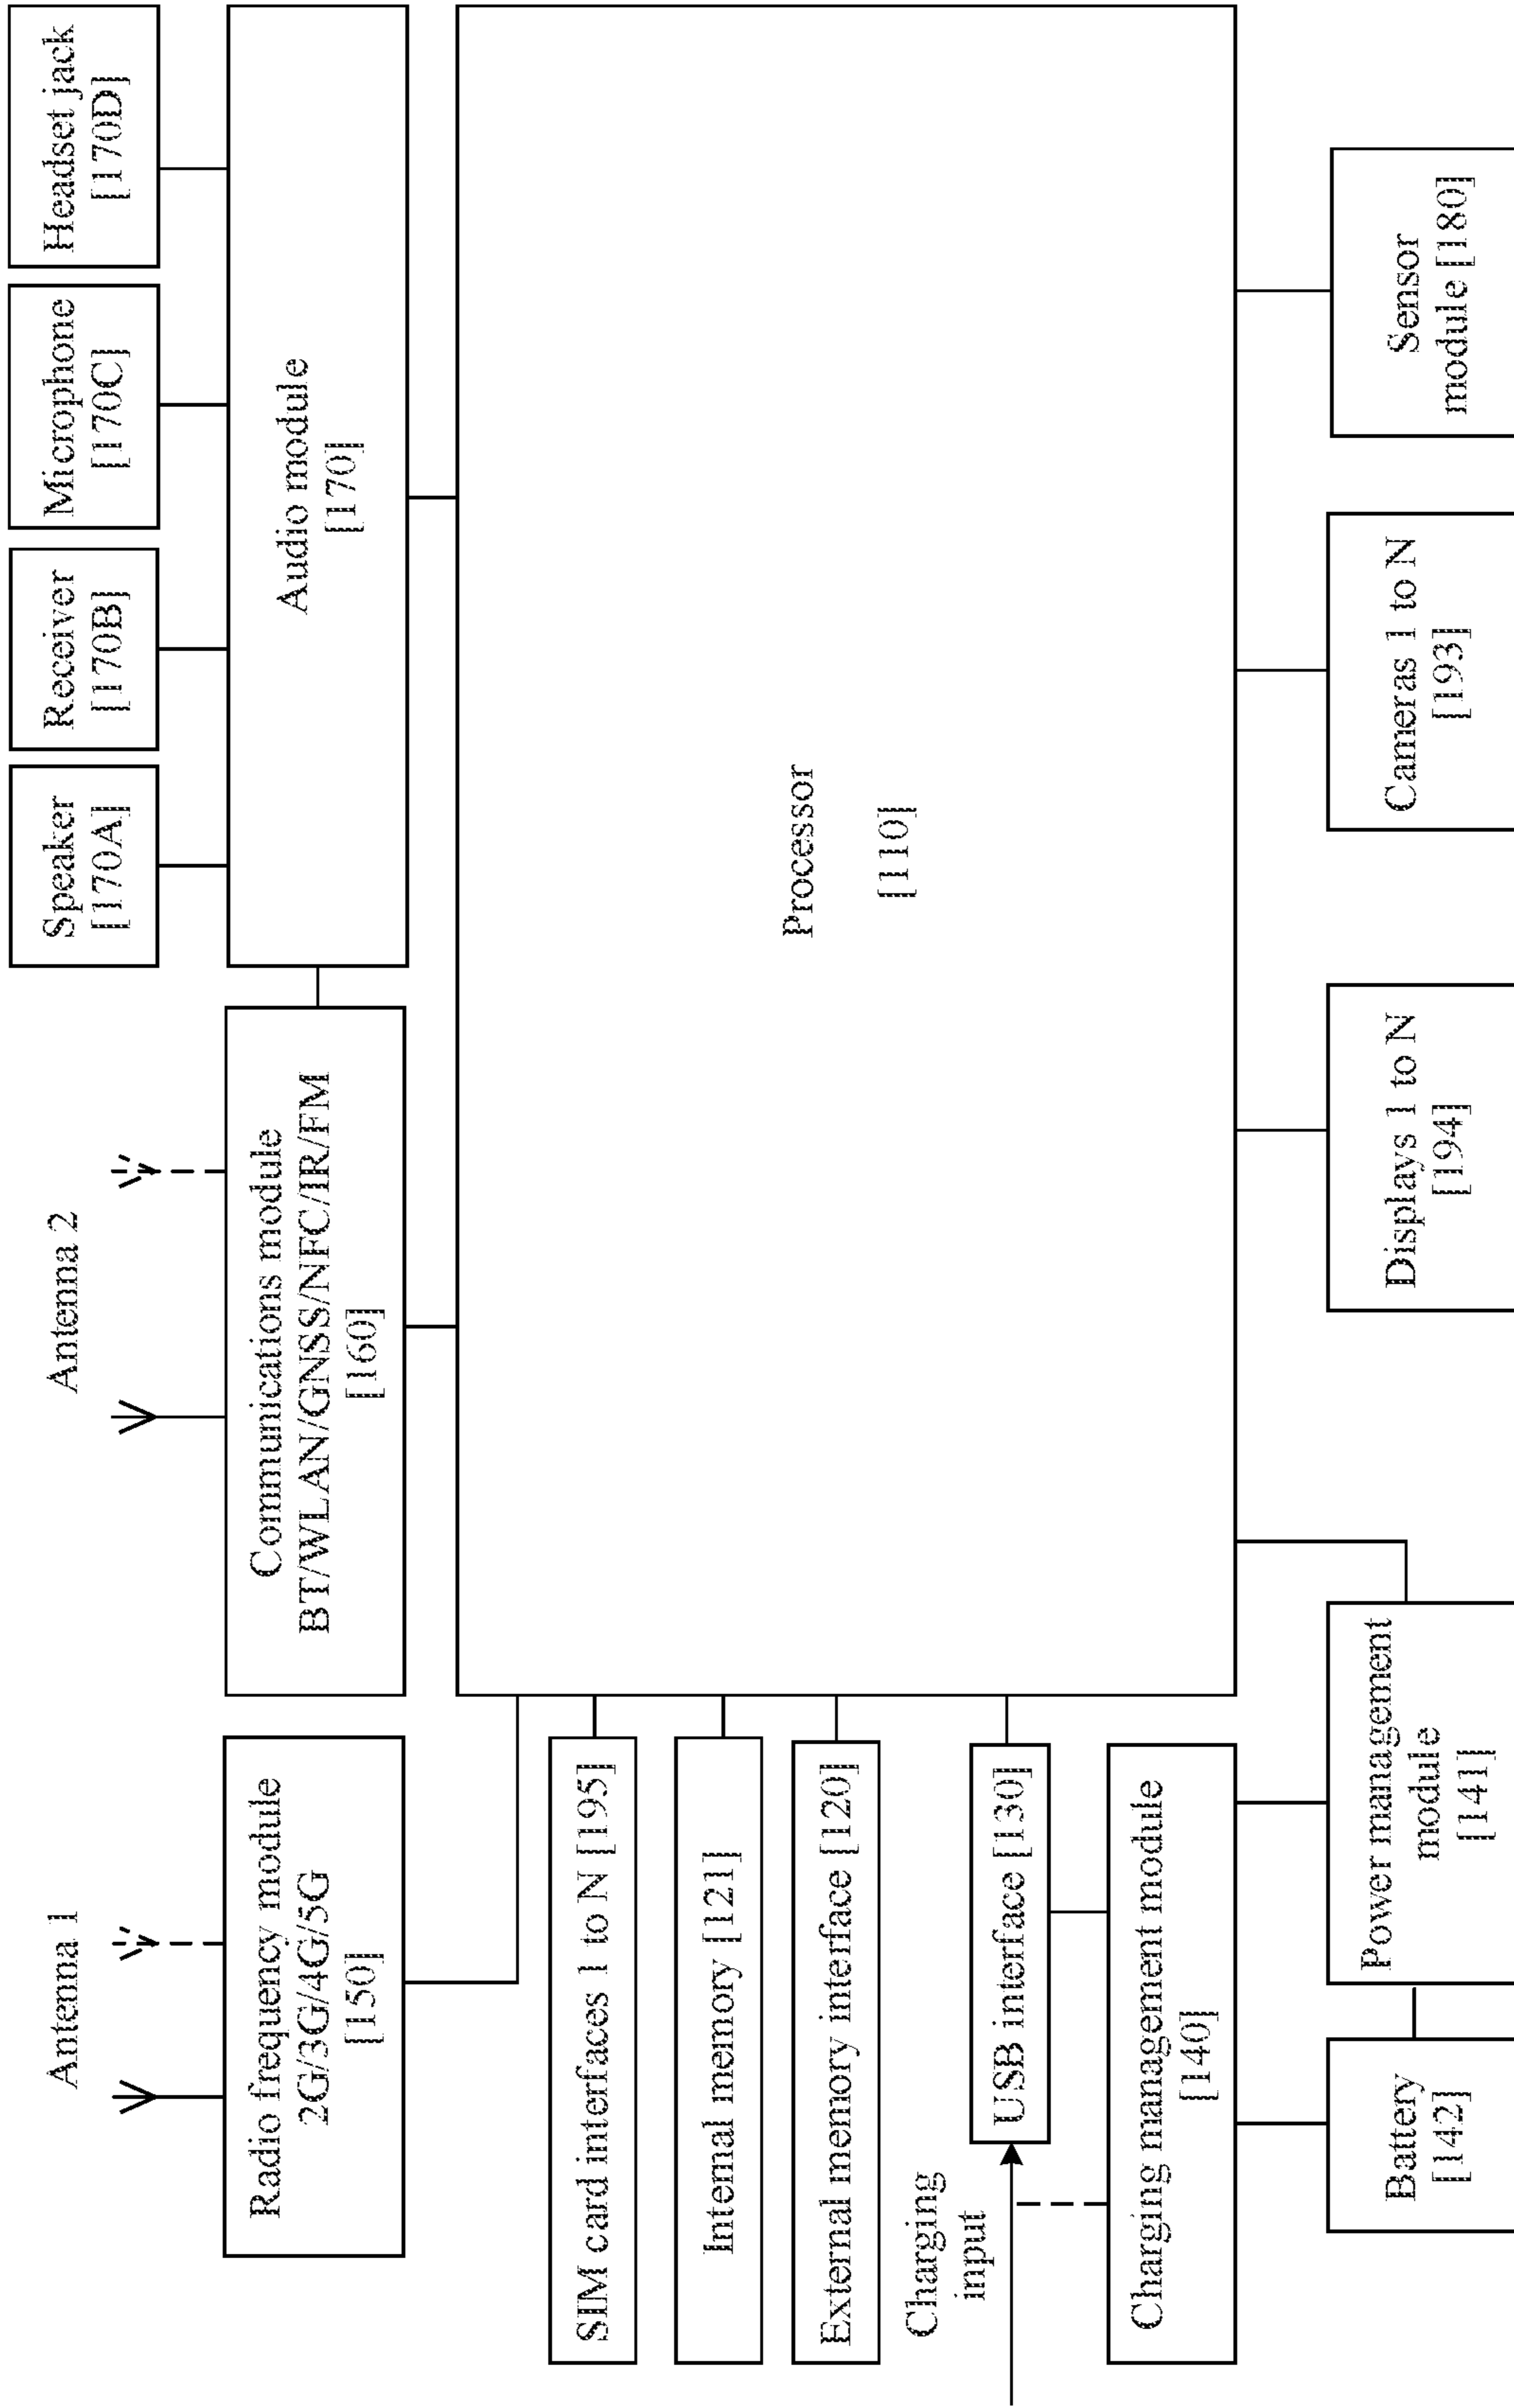 Antenna 1
Antenna 2
Speaker
[170A]
Receiver
[170B]
Microphone
[170C]
Headset jack
[170D]
Radio frequency module
2G/3G/4G/5G
[150]
Communications module
BT/WLAN/GNSS/NFC/IR/FM
[160]
Audio module
[170]
SIM card interfaces 1 to N [195]
Internal memory [121]
External memory interface [120]
Charging
input
USB interface [130]
Charging management module
[140]
Processor
[110]
Battery
[142]
Power management
module
[141]
Displays 1 to N
[194]
Cameras 1 to N
[193]
Sensor
module [180]